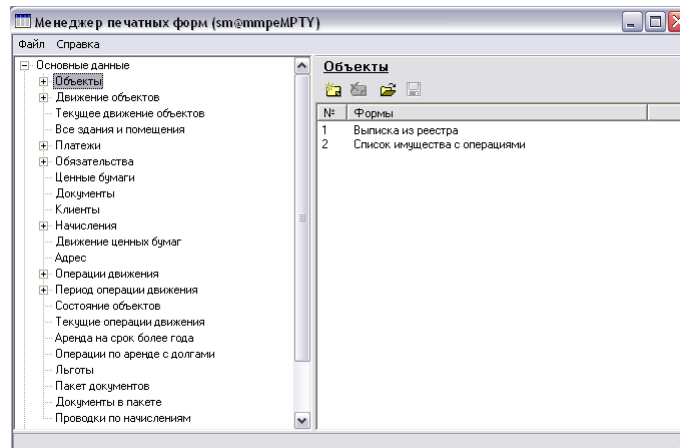 Менеджер печатных форм (sm@mmpeMPTY)
Файл Справка
Основные данные
Объекты
Движение объектов
Текущее движение объектов
Все здания и помещения
Платежи
Обязательства
Ценные бумаги
Документы
Клиенты
Начисления
Движение ценных бумаг
Адрес
Операции движения
Период операции движения
Состояние объектов
Текущие операции движения
Аренда на срок более года
Операции по аренде с долгами
Льготы
Пакет документов
Документы в пакете
Проводки по начислениям
Объекты
№ Формы
1 Выписка из реестра
2 Список имущества с операциями